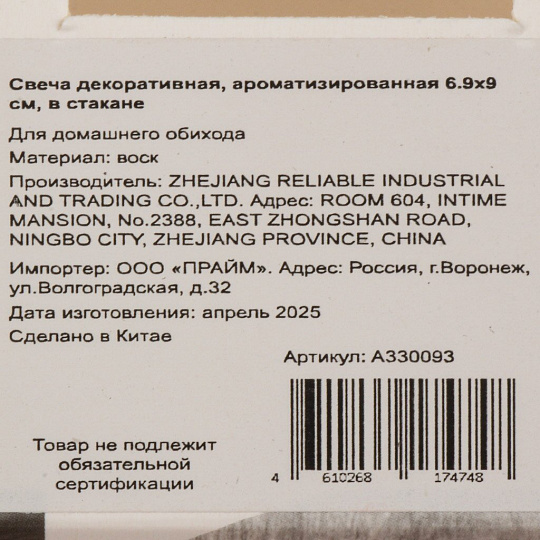 Свеча декоративная, ароматизированная 6.9х9
см, в стакане
Для домашнего обихода
Материал: воск
Производитель: ZHEJIANG RELIABLE INDUSTRIAL
AND TRADING CO.,LTD. Адрес: ROOM 604, INTIME
MANSION, No.2388, EAST ZHONGSHAN ROAD,
NINGBO CITY, ZHEJIANG PROVINCE, CHINA
Импортер: ООО «ПРАЙМ». Адрес: Россия, г.Воронеж,
ул.Волгоградская, д.32
Дата изготовления: апрель 2025
Сделано в Китае
Артикул: А330093
Товар не подлежит
обязательной
сертификации
4 610268 174748